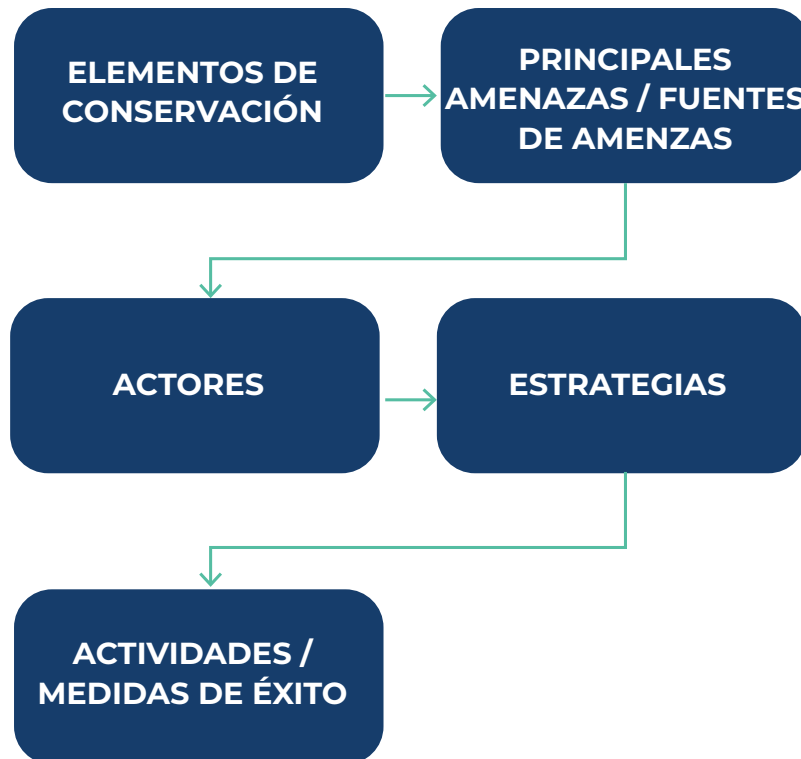 ELEMENTOS DE
CONSERVACIÓN
PRINCIPALES
AMENAZAS / FUENTES
DE AMENZAS
ACTORES
ESTRATEGIAS
ACTIVIDADES /
MEDIDAS DE ÉXITO